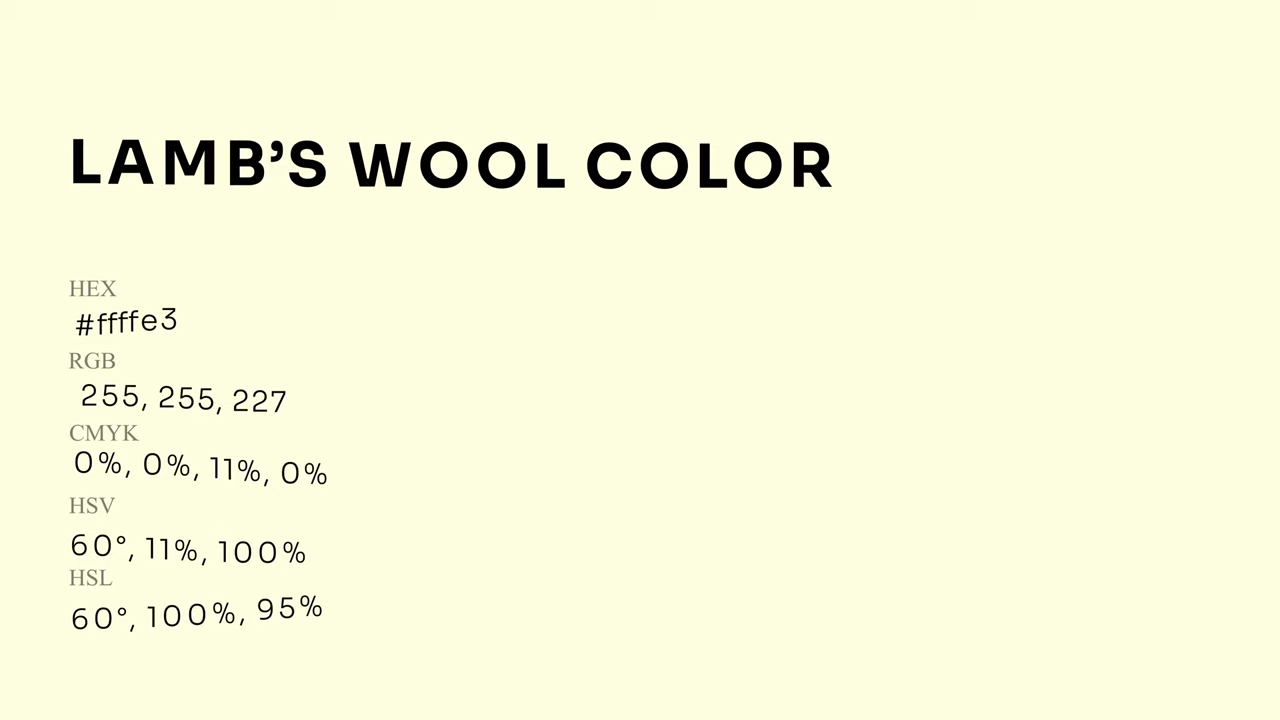 LAMB’S WOOL COLOR
HEX
#ffffe3
RGB
255, 255, 227
CMYK
0%, 0%, 11%, 0%
HSV
60°, 11%, 100%
HSL
60°, 100%, 95%